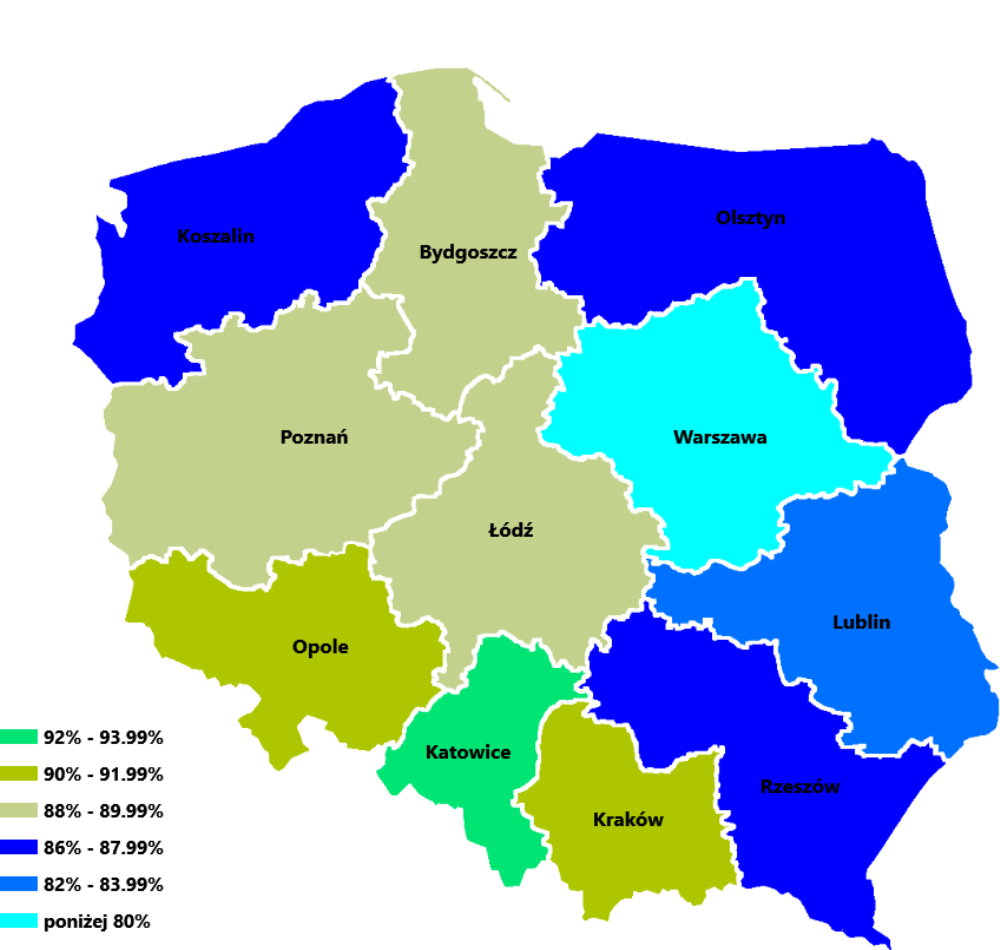 Koszalin
Olsztyn
Bydgoszcz
Poznań
Warszawa
Łódź
Lublin
Opole
Katowice
Rzeszów
Kraków
92% - 93.99%
90% - 91.99%
88% - 89.99%
86% - 87.99%
82% - 83.99%
poniżej 80%